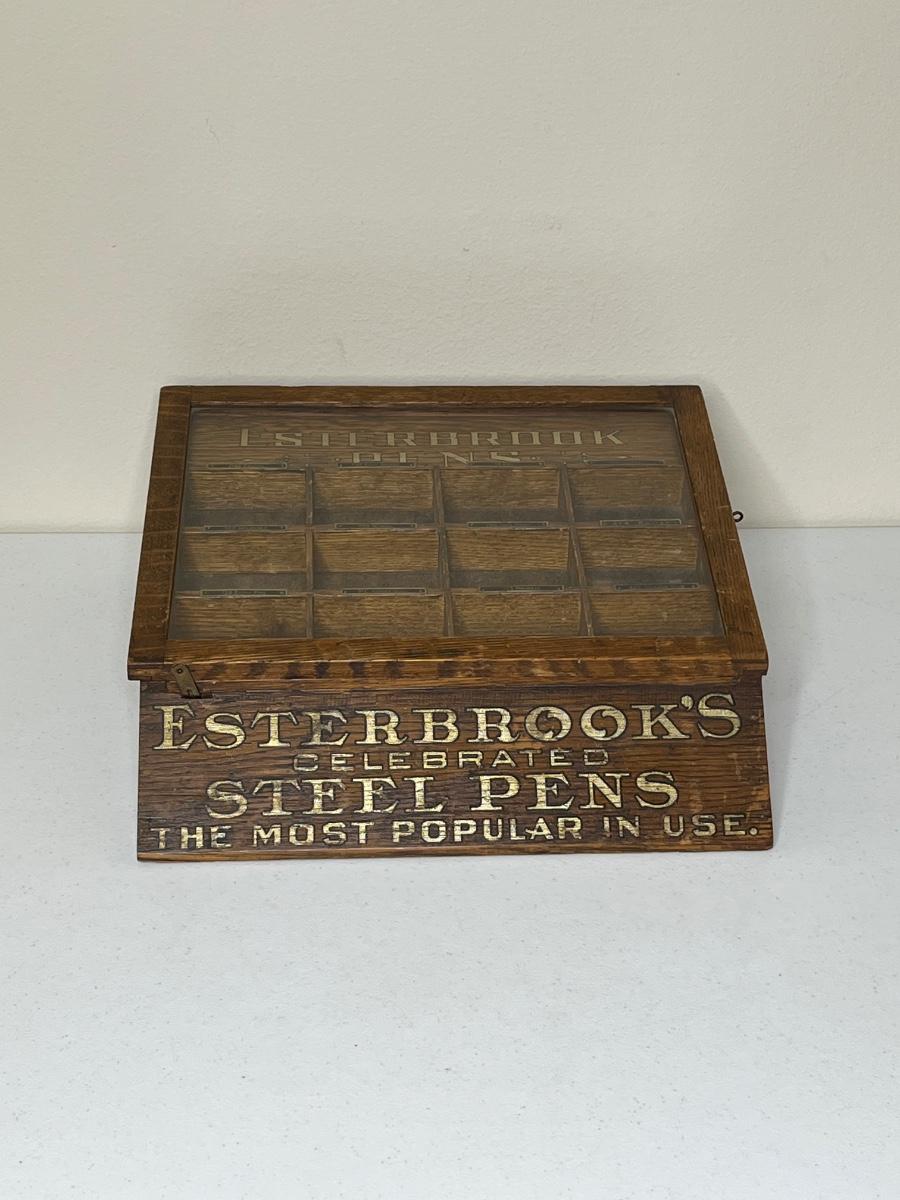 ESTERBROOK
PENS
ESTERBROOK'S
CELEBRATED
STEEL PENS
THE MOST POPULAR IN USE.